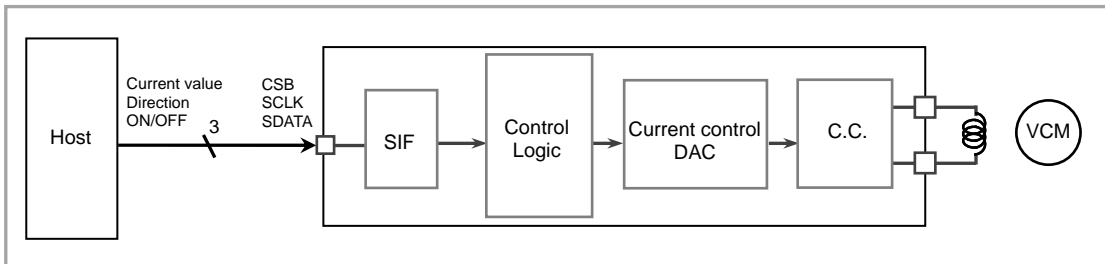 Host
Current value
Direction
ON/OFF
3
CSB
SCLK
SDATA
SIF
Control
Logic
Current control
DAC
C.C.
VCM